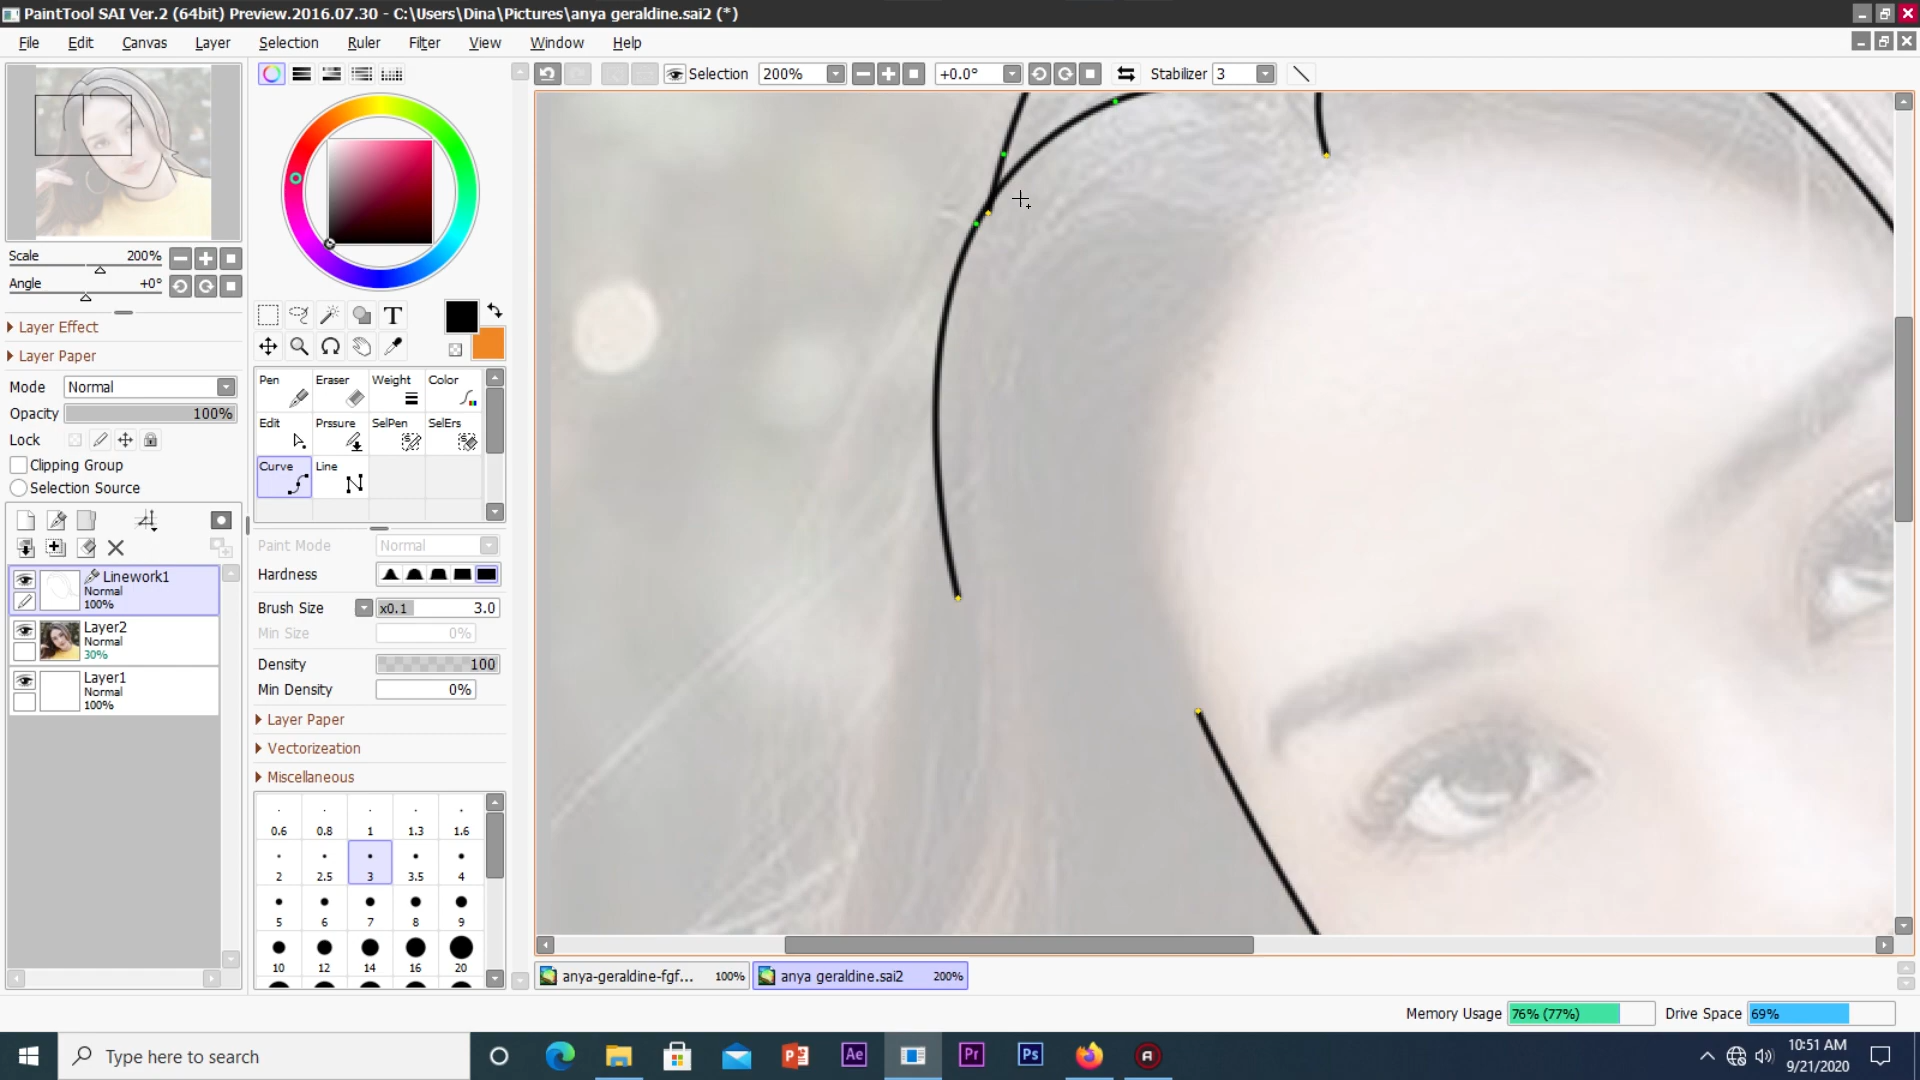 PaintTool SAI Ver.2 (64bit) Preview.2016.07.30 - C:\Users\Dina\Pictures\anya geraldine.sai2 (*)
File Edit Canvas Layer Selection Ruler Filter View Window Help
Selection 200% +0.0° Stabilizer 3
Scale 200%
Angle +0°
Layer Effect
Layer Paper
Mode Normal
Opacity 100%
Lock
Clipping Group
Selection Source
Linework1
Normal
100%
Layer2
Normal
30%
Layer1
Normal
100%
T
Pen Eraser Weight Color
Edit Prssure SelPen SelErs
Curve Line
Paint Mode Normal
Hardness
Brush Size x0.1 3.0
Min Size 0%
Density 100
Min Density 0%
Layer Paper
Vectorizeation
Miscellaneous
0.6 0.8 1 1.3 1.6
2 2.5 3 3.5 4
5 6 7 8 9
10 12 14 16 20
anya-geraldine-fgf... 100% anya geraldine.sai2 200%
Memory Usage 76% (77%) Drive Space 69%
Type here to search
Ae Pr Ps
10:51 AM
9/21/2020